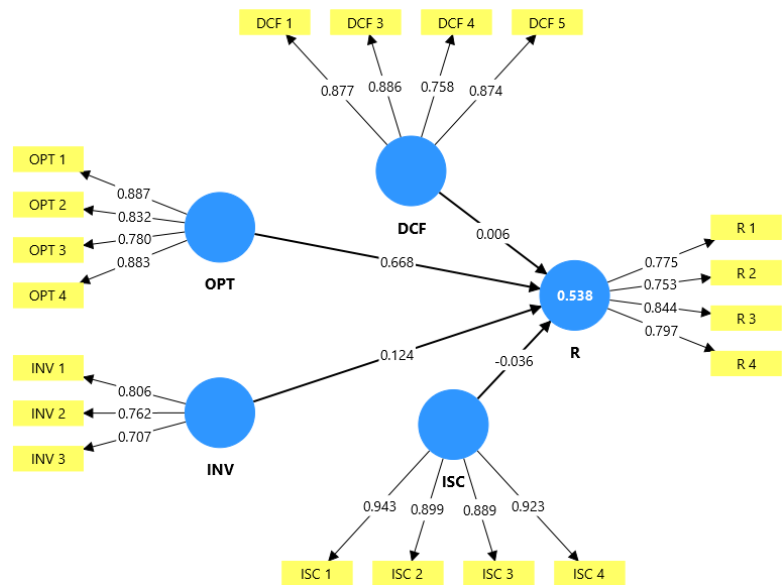 DCF 1
DCF 3
DCF 4
DCF 5
0.877
0.886
0.758
0.874
DCF
OPT 1
OPT 2
OPT 3
OPT 4
0.887
0.832
0.780
0.883
OPT
0.006
0.668
0.538
R
0.775
0.753
0.844
0.797
R 1
R 2
R 3
R 4
INV 1
INV 2
INV 3
0.806
0.762
0.707
INV
0.124
-0.036
ISC
0.943
0.899
0.889
0.923
ISC 1
ISC 2
ISC 3
ISC 4